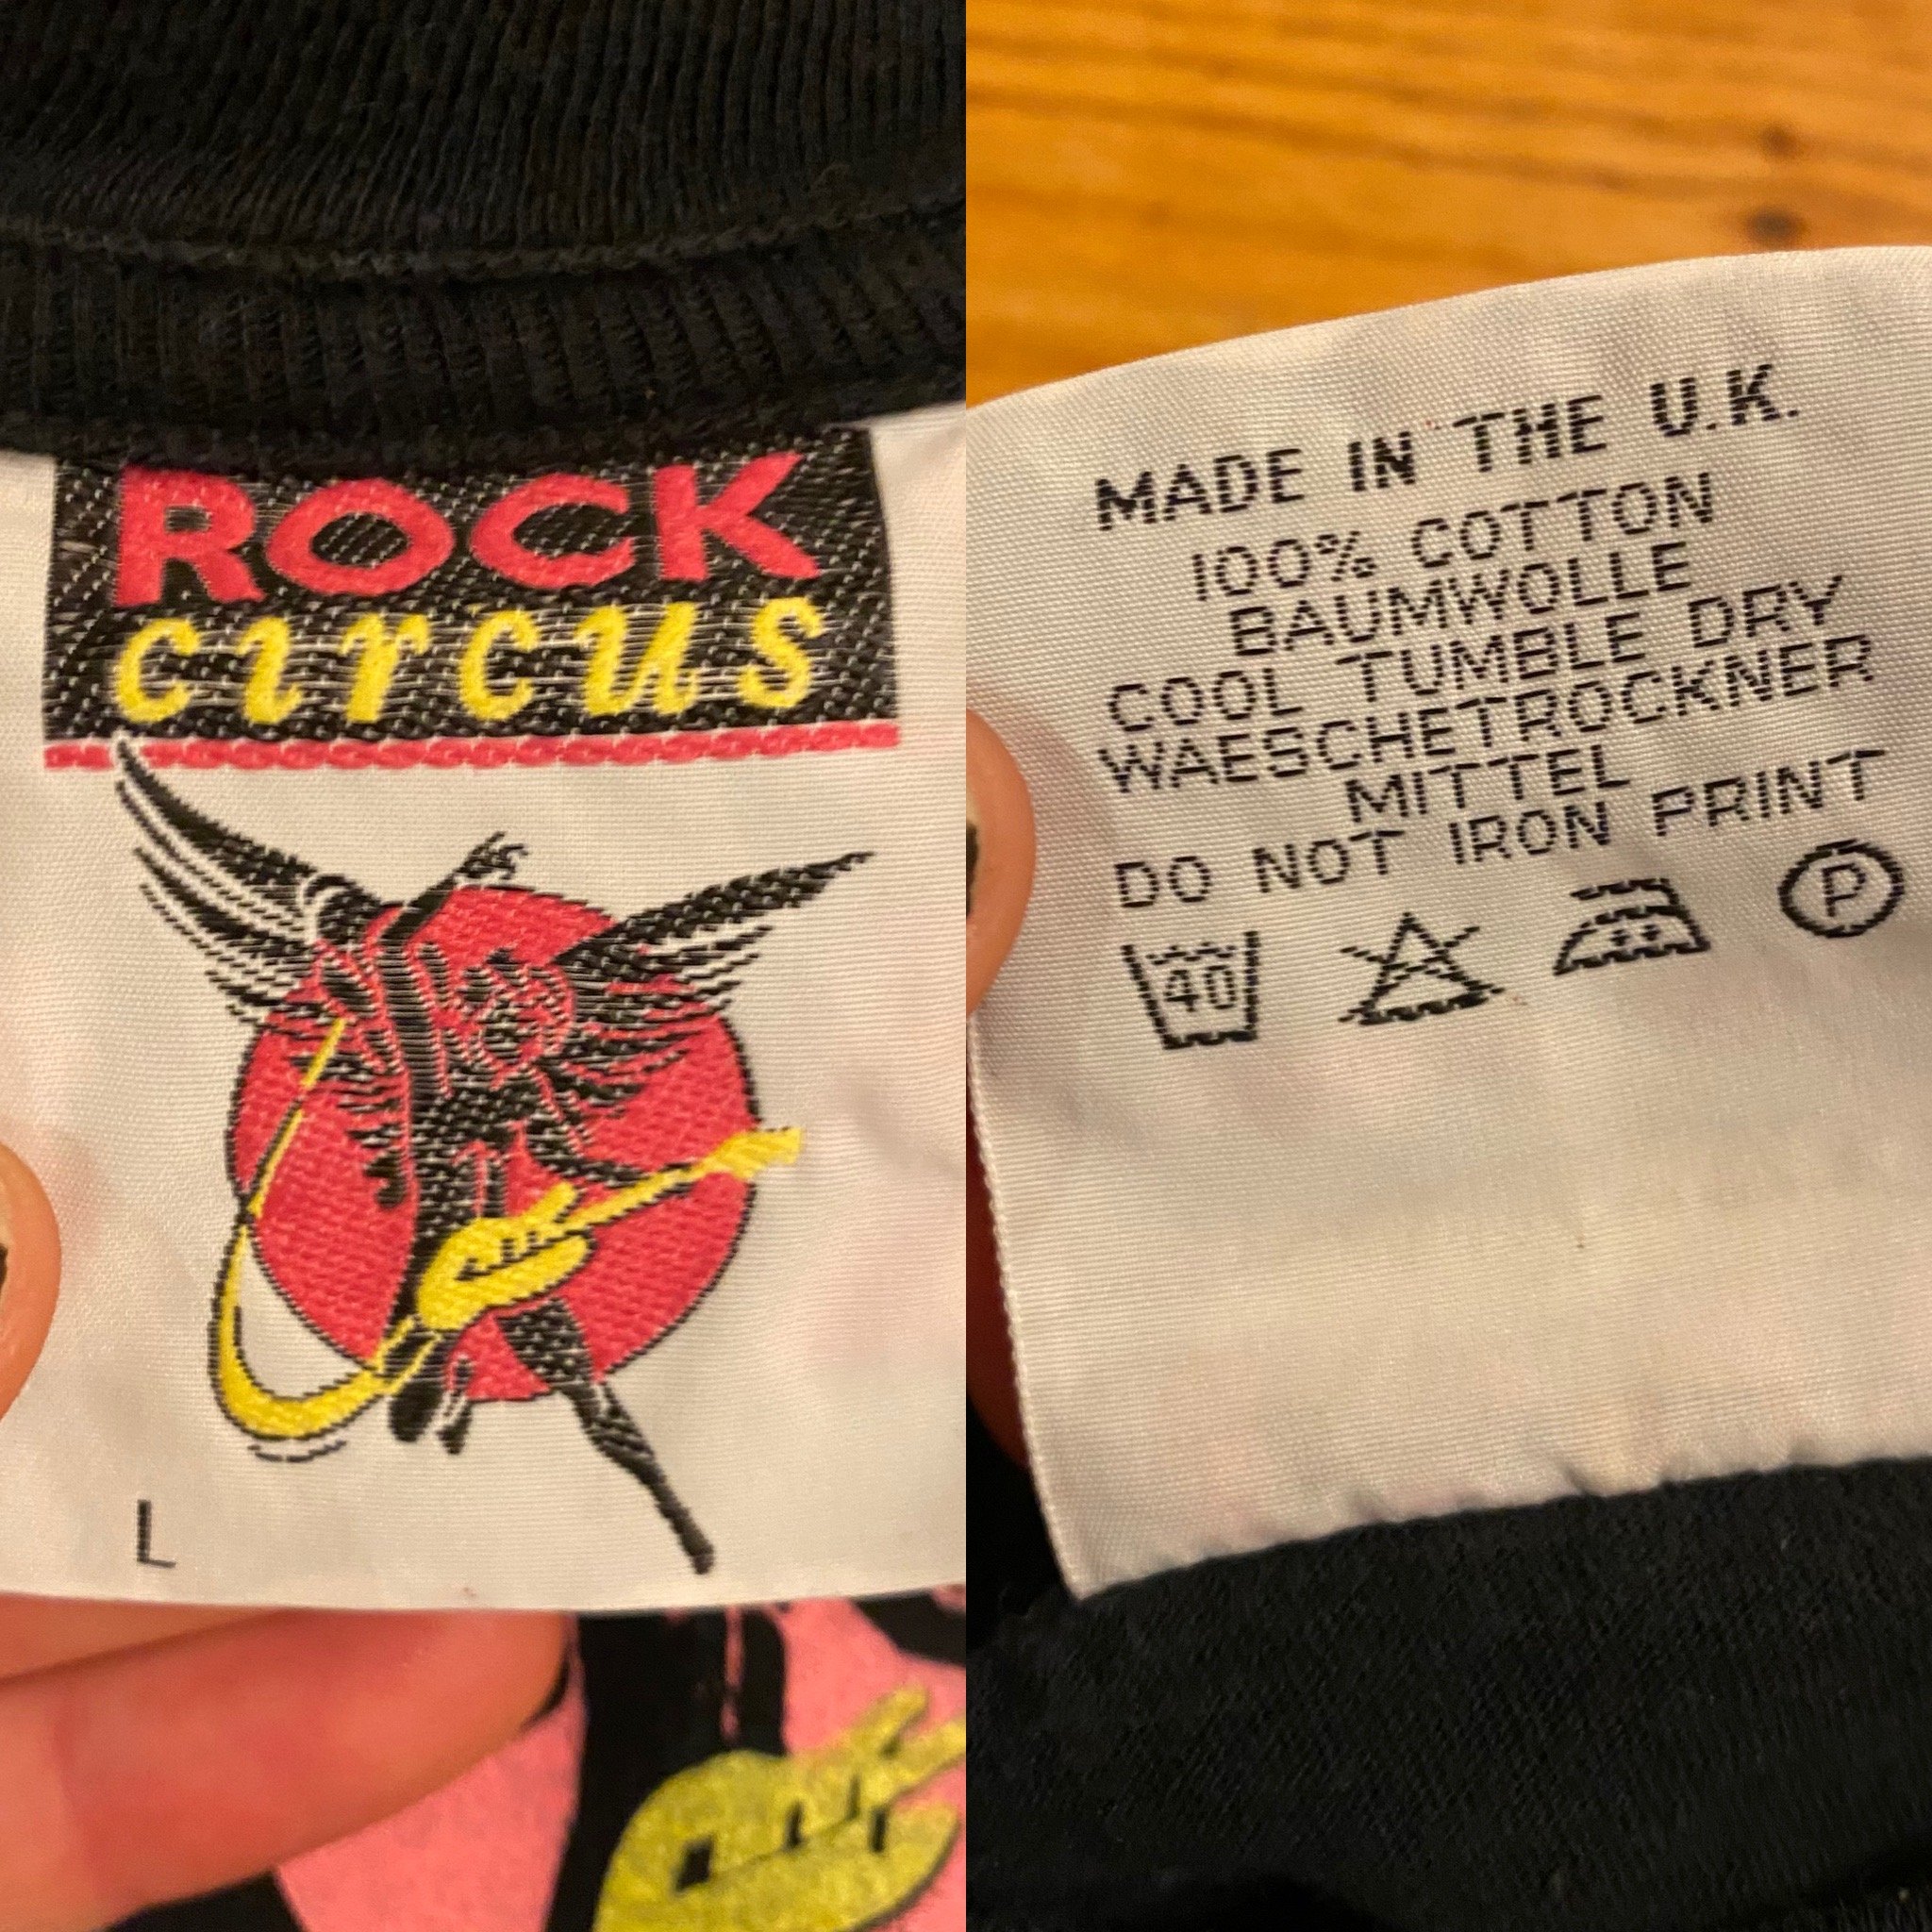 ROCK
circus
L
MADE IN THE U.K.
100% COTTON
BAUMWOLLE
COOL TUMBLE DRY
WAESCHETROCKNER
MITTEL
DO NOT IRON PRINT
40 P